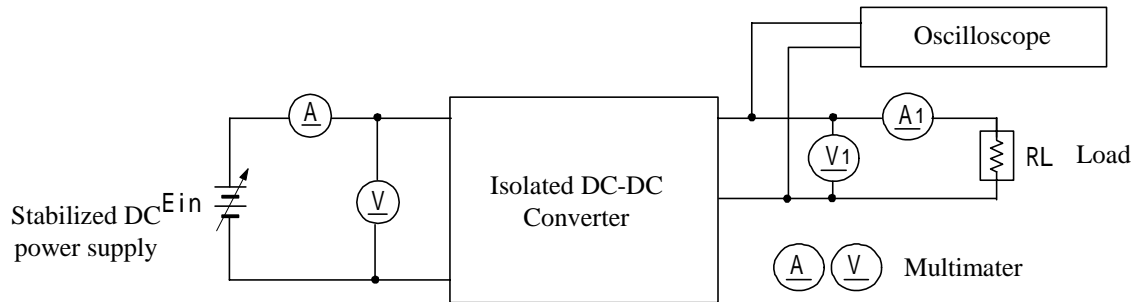 Oscilloscope
A
A1
V1
RL Load
V
Isolated DC-DC
Converter
Ein
Stabilized DC
power supply
A V Multimater